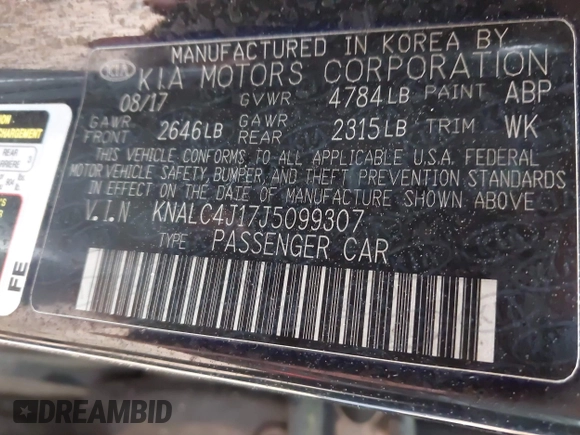 MANUFACTURED IN KOREA BY
KIA KIA MOTORS CORPORATION
08/17 GVWR 4784LB PAINT ABP
GAWR FRONT 2646LB GAWR REAR 2315LB TRIM WK
THIS VEHICLE CONFORMS TO ALL APPLICABLE U.S.A. FEDERAL
MOTOR VEHICLE SAFETY, BUMPER, AND THEFT PREVENTION STANDARDS
IN EFFECT ON THE DATE OF MANUFACTURE SHOWN ABOVE.
V.I.N KNALC4J17J5099307
TYPE PASSENGER CAR
REAR
FE
DREAMBID